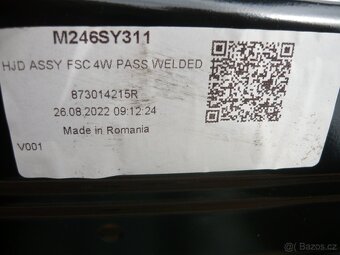 M246SY311
HJD ASSY FSC 4W PASS WELDED
873014215R
26.08.2022 09:12:24
Made in Romania
V001
Bazoš.cz